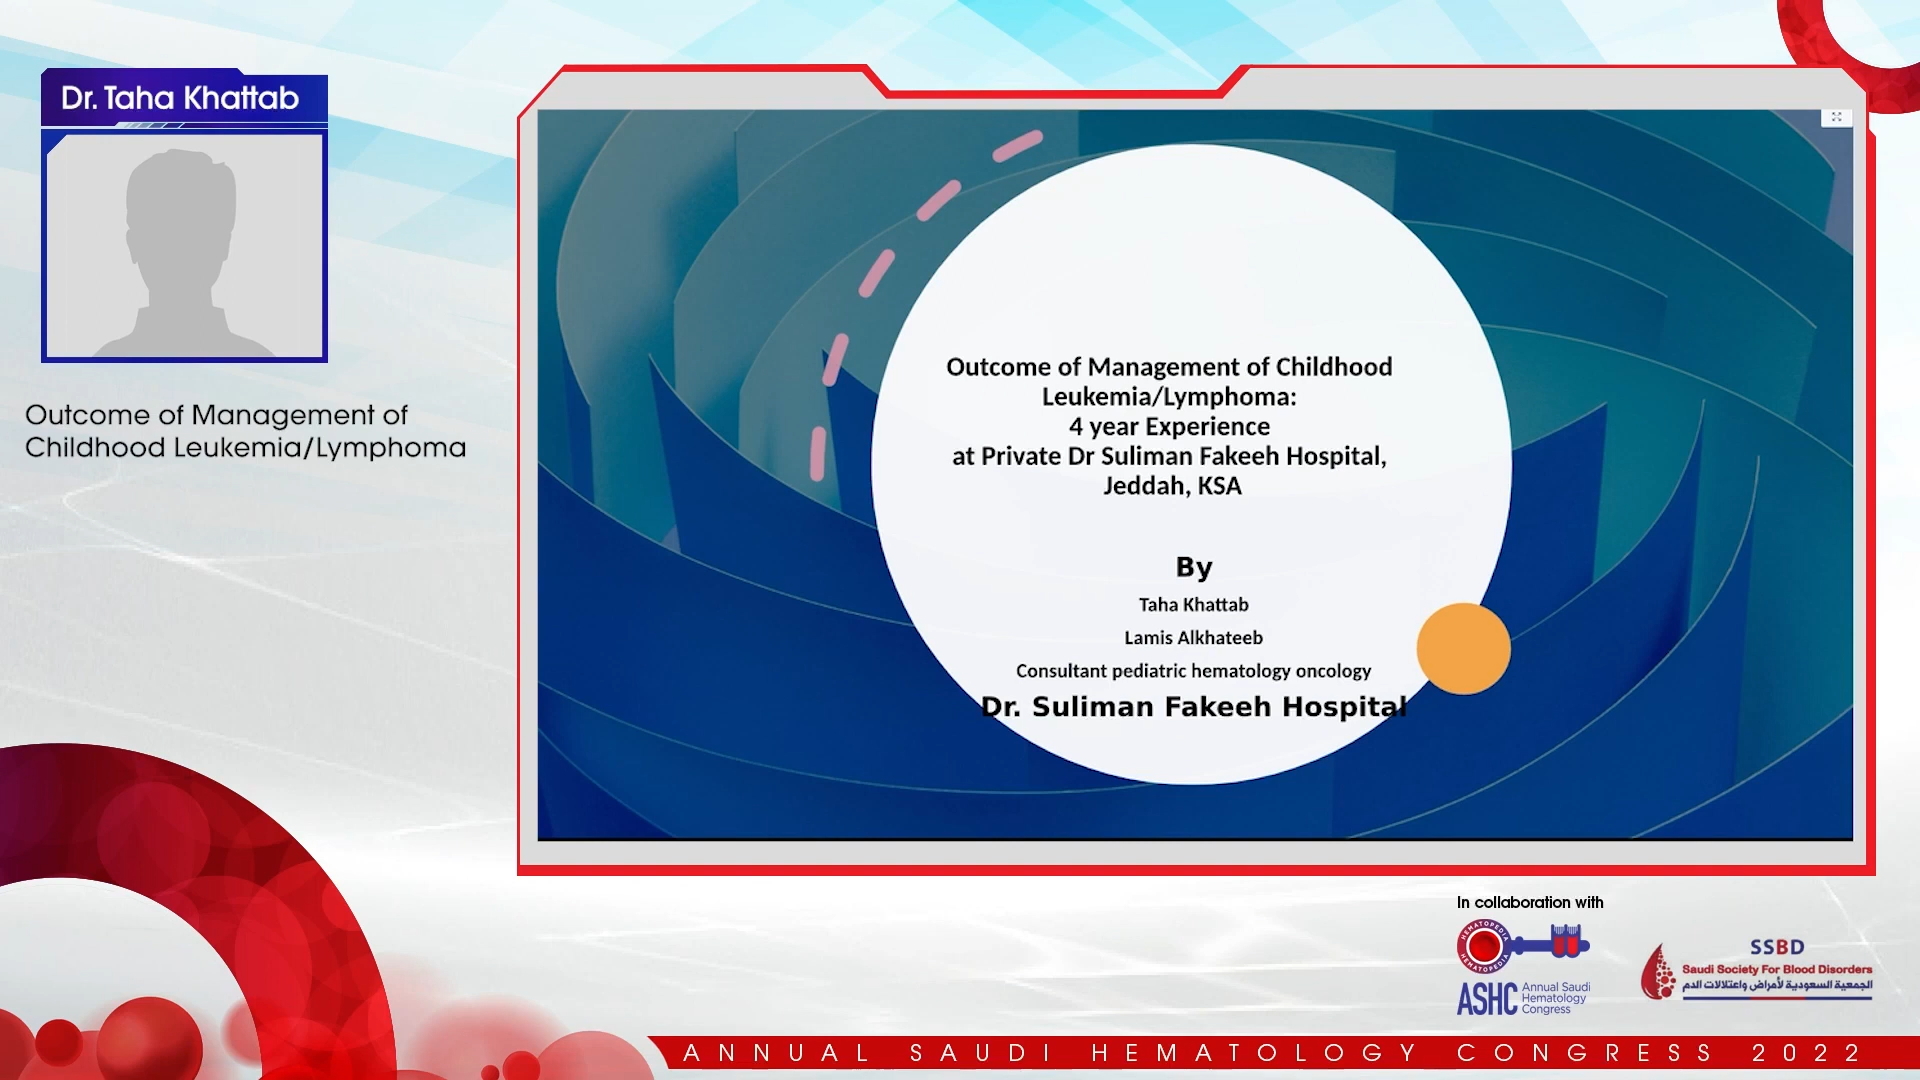 Dr. Taha Khattab
Outcome of Management of
Childhood Leukemia/Lymphoma
Outcome of Management of Childhood
Leukemia/Lymphoma:
4 year Experience
at Private Dr Suliman Fakeeh Hospital,
Jeddah, KSA
By
Taha Khattab
Lamis Alkhateeb
Consultant pediatric hematology oncology
Dr. Suliman Fakeeh Hospital
In collaboration with
HEMATOPEDIA
HEMATOPEDIA
ASHC Annual Saudi
Hematology
Congress
SSBD
Saudi Society For Blood Disorders
الجمعية السعودية لأمراض واعتلالات الدم
ANNUAL SAUDI HEMATOLOGY CONGRESS 2022